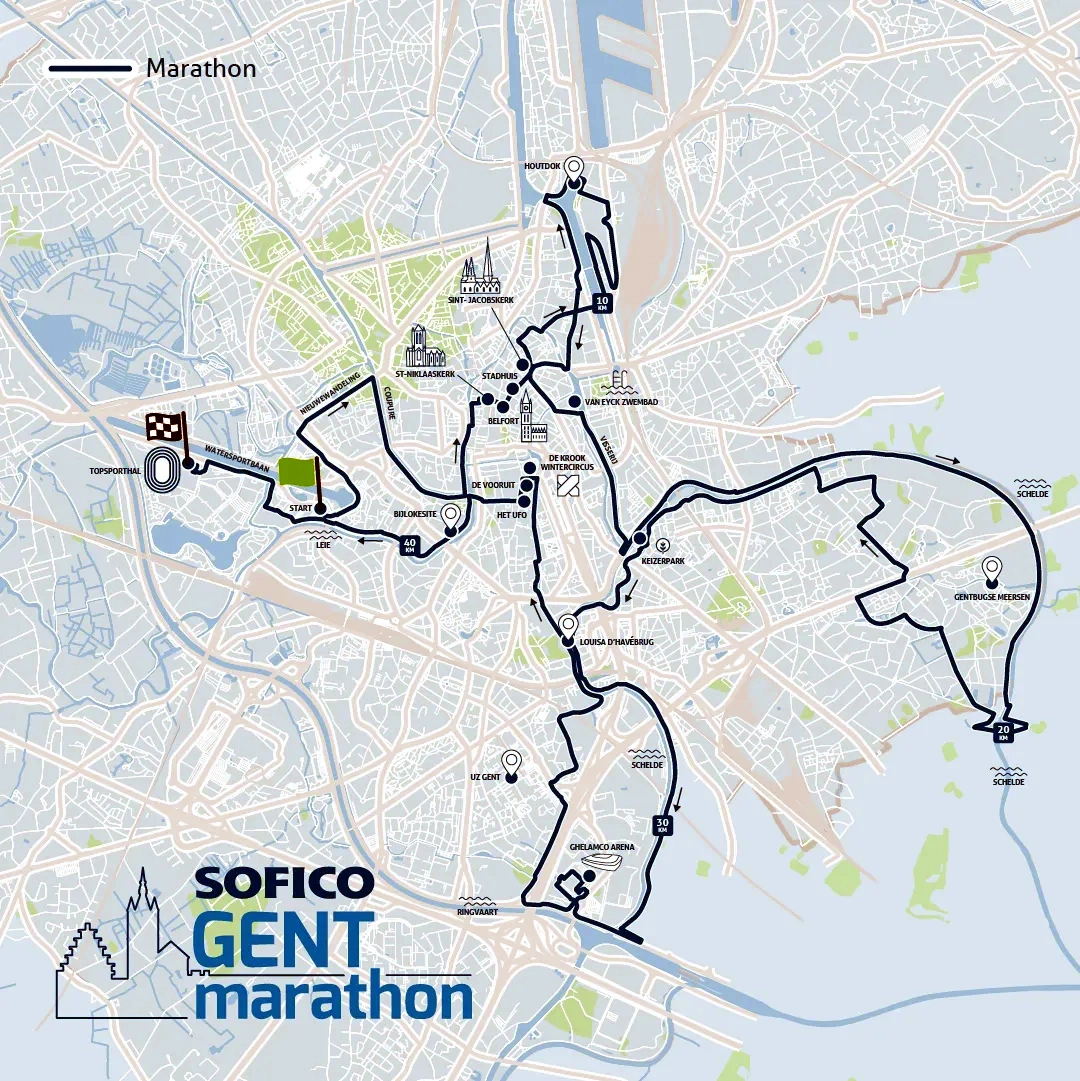 Marathon
HOUTDOK
10
KM
SINT- JACOBSKERK
ST-NIKLAASKERK
STADHUIS
BELFORT
VAN EYCK ZWEMBAD
NIEUWEWANDELING
COUPURE
VISSERIJ
WATERSPORTBAAN
TOPSPORTHAL
START
LEIE
BIJLOKESITE
40
KM
DE KROOK
WINTERCIRCUS
DE VOORUIT
HET UFO
KEIZERPARK
SCHELDE
GENTBUGSE MEERSEN
LOUISA D'HAVÉBRUG
20
KM
SCHELDE
SCHELDE
UZ GENT
30
KM
GHELAMCO ARENA
RINGVAART
SOFICO
GENT
marathon